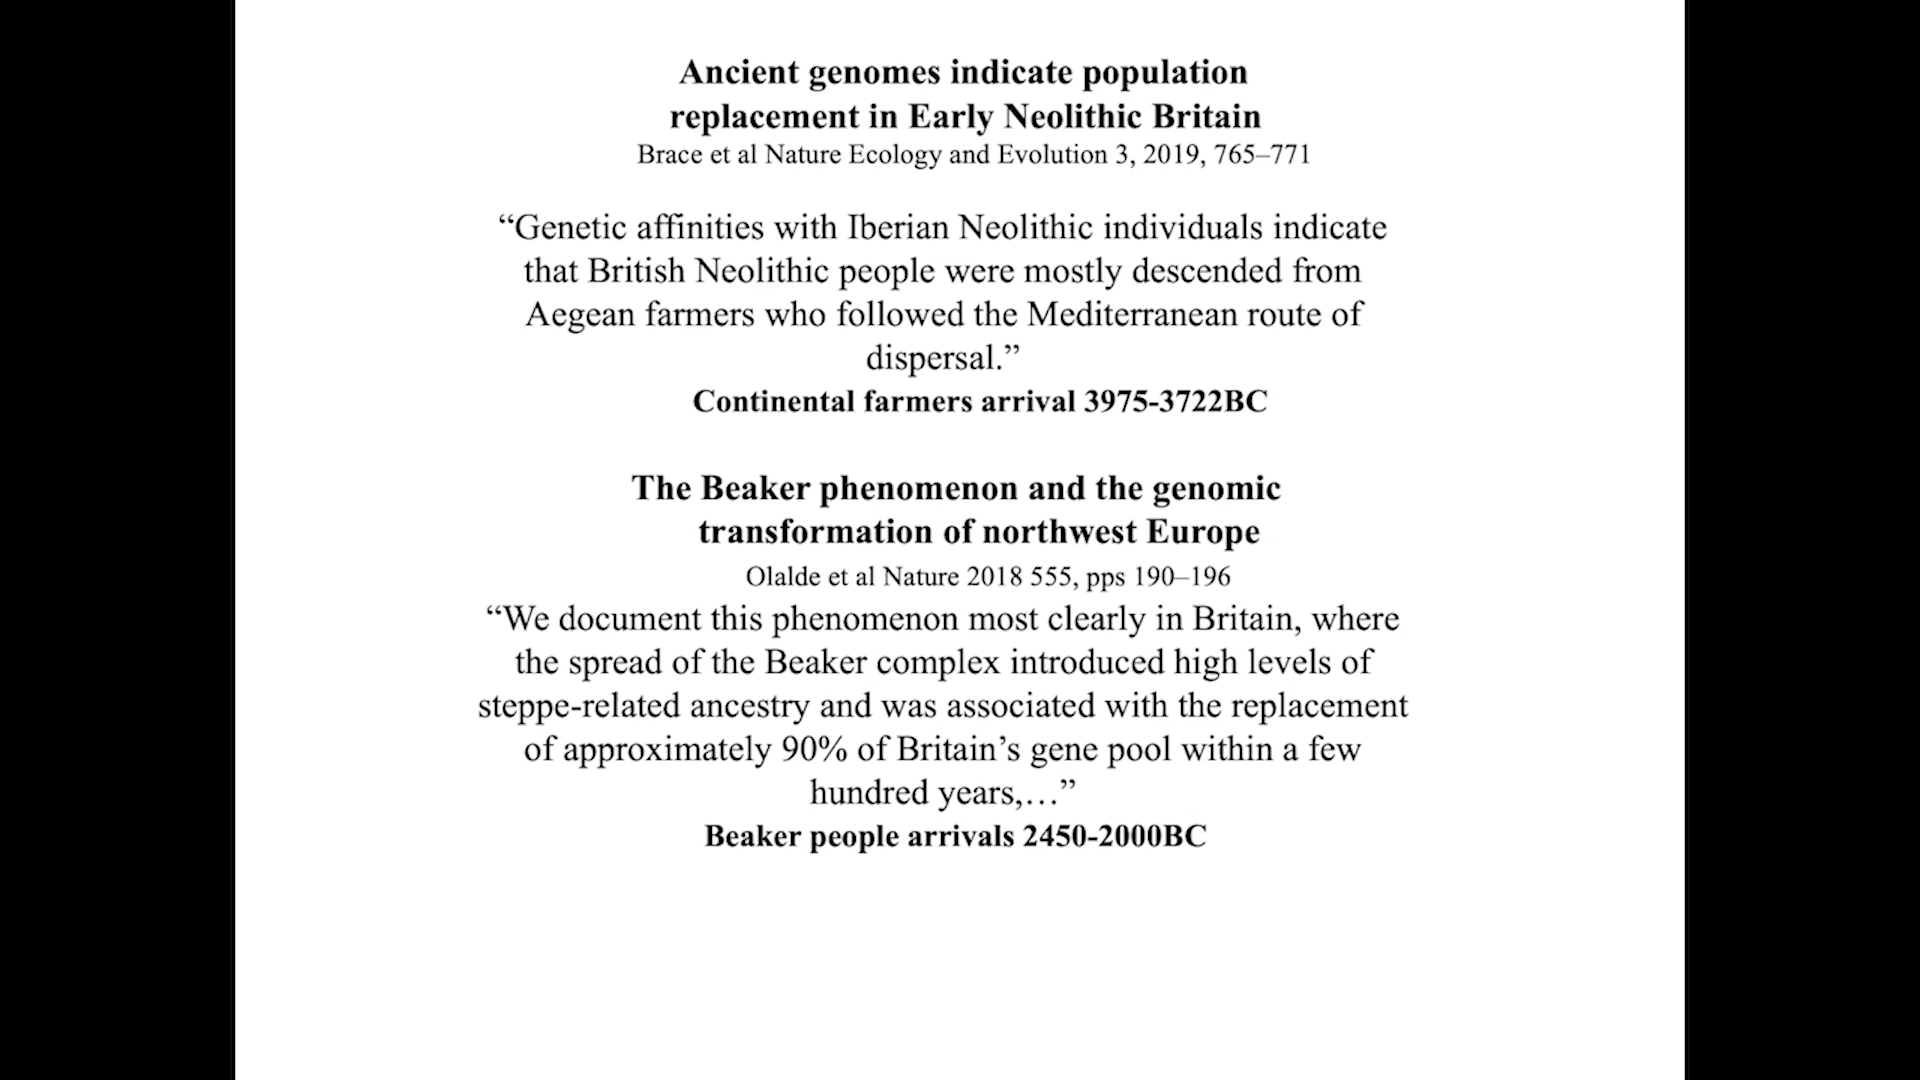 Ancient genomes indicate population
replacement in Early Neolithic Britain
Brace et al Nature Ecology and Evolution 3, 2019, 765–771
“Genetic affinities with Iberian Neolithic individuals indicate
that British Neolithic people were mostly descended from
Aegean farmers who followed the Mediterranean route of
dispersal.”
Continental farmers arrival 3975-3722BC
The Beaker phenomenon and the genomic
transformation of northwest Europe
Olalde et al Nature 2018 555, pps 190–196
“We document this phenomenon most clearly in Britain, where
the spread of the Beaker complex introduced high levels of
steppe-related ancestry and was associated with the replacement
of approximately 90% of Britain’s gene pool within a few
hundred years,…”
Beaker people arrivals 2450-2000BC